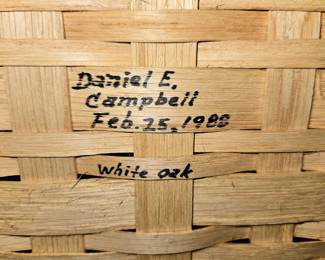 Daniel E.
Campbell
Feb. 25, 1988
White oak